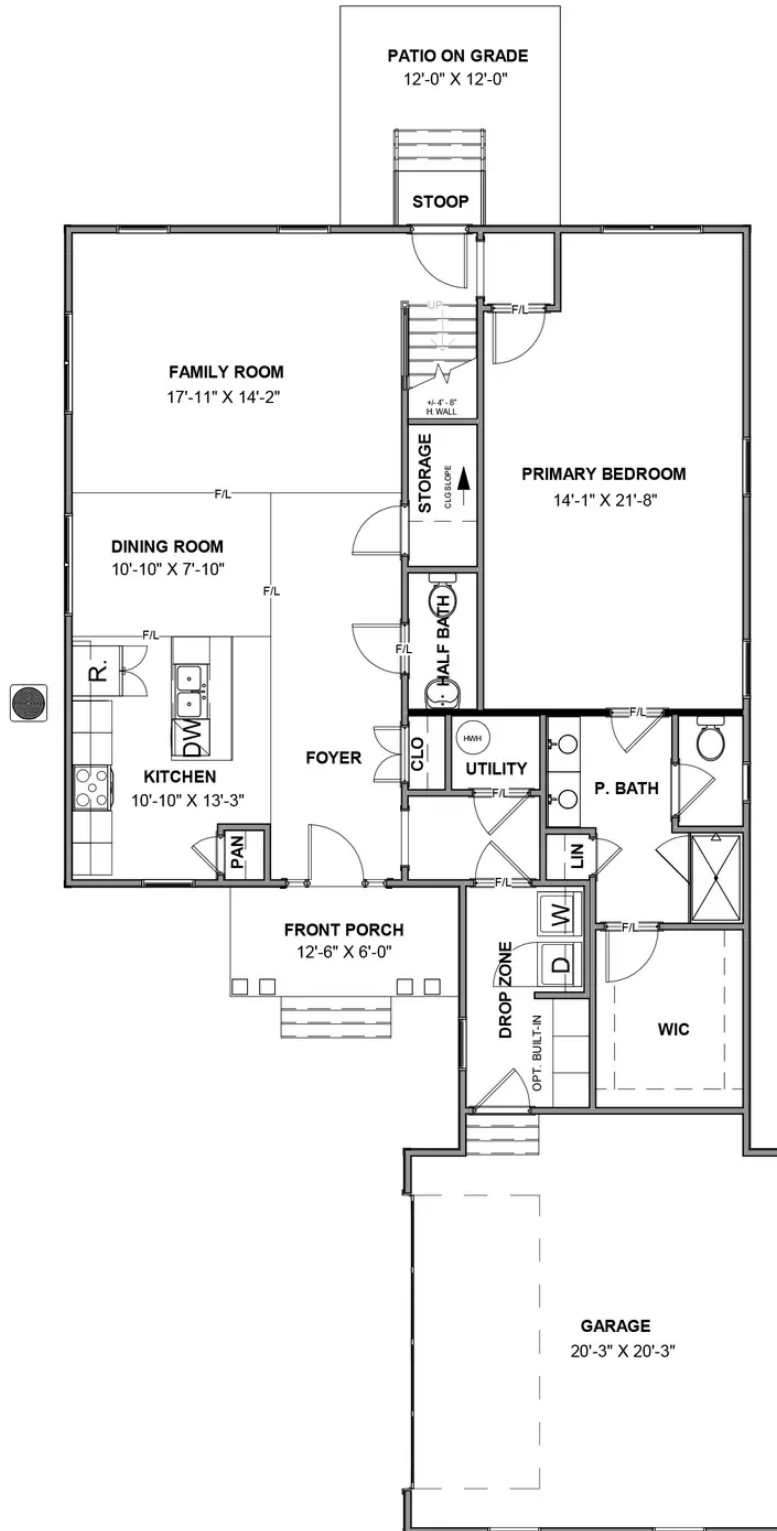 PATIO ON GRADE
12'-0" X 12'-0"
STOOP
F/L
UP
FAMILY ROOM
17'-11" X 14'-2"
+/- 4' - 8"
H. WALL
STORAGE
CLG SLOPE
PRIMARY BEDROOM
14'-1" X 21'-8"
F/L
DINING ROOM
10'-10" X 7'-10"
F/L
F/L
F/L
HALF BATH
R.
DW
F/L
HWH
UTILITY
CLO
FOYER
KITCHEN
10'-10" X 13'-3"
P. BATH
F/L
PAN
LIN
F/L
W
FRONT PORCH
12'-6" X 6'-0"
F/L
D
DROP ZONE
OPT. BUILT-IN
WIC
GARAGE
20'-3" X 20'-3"